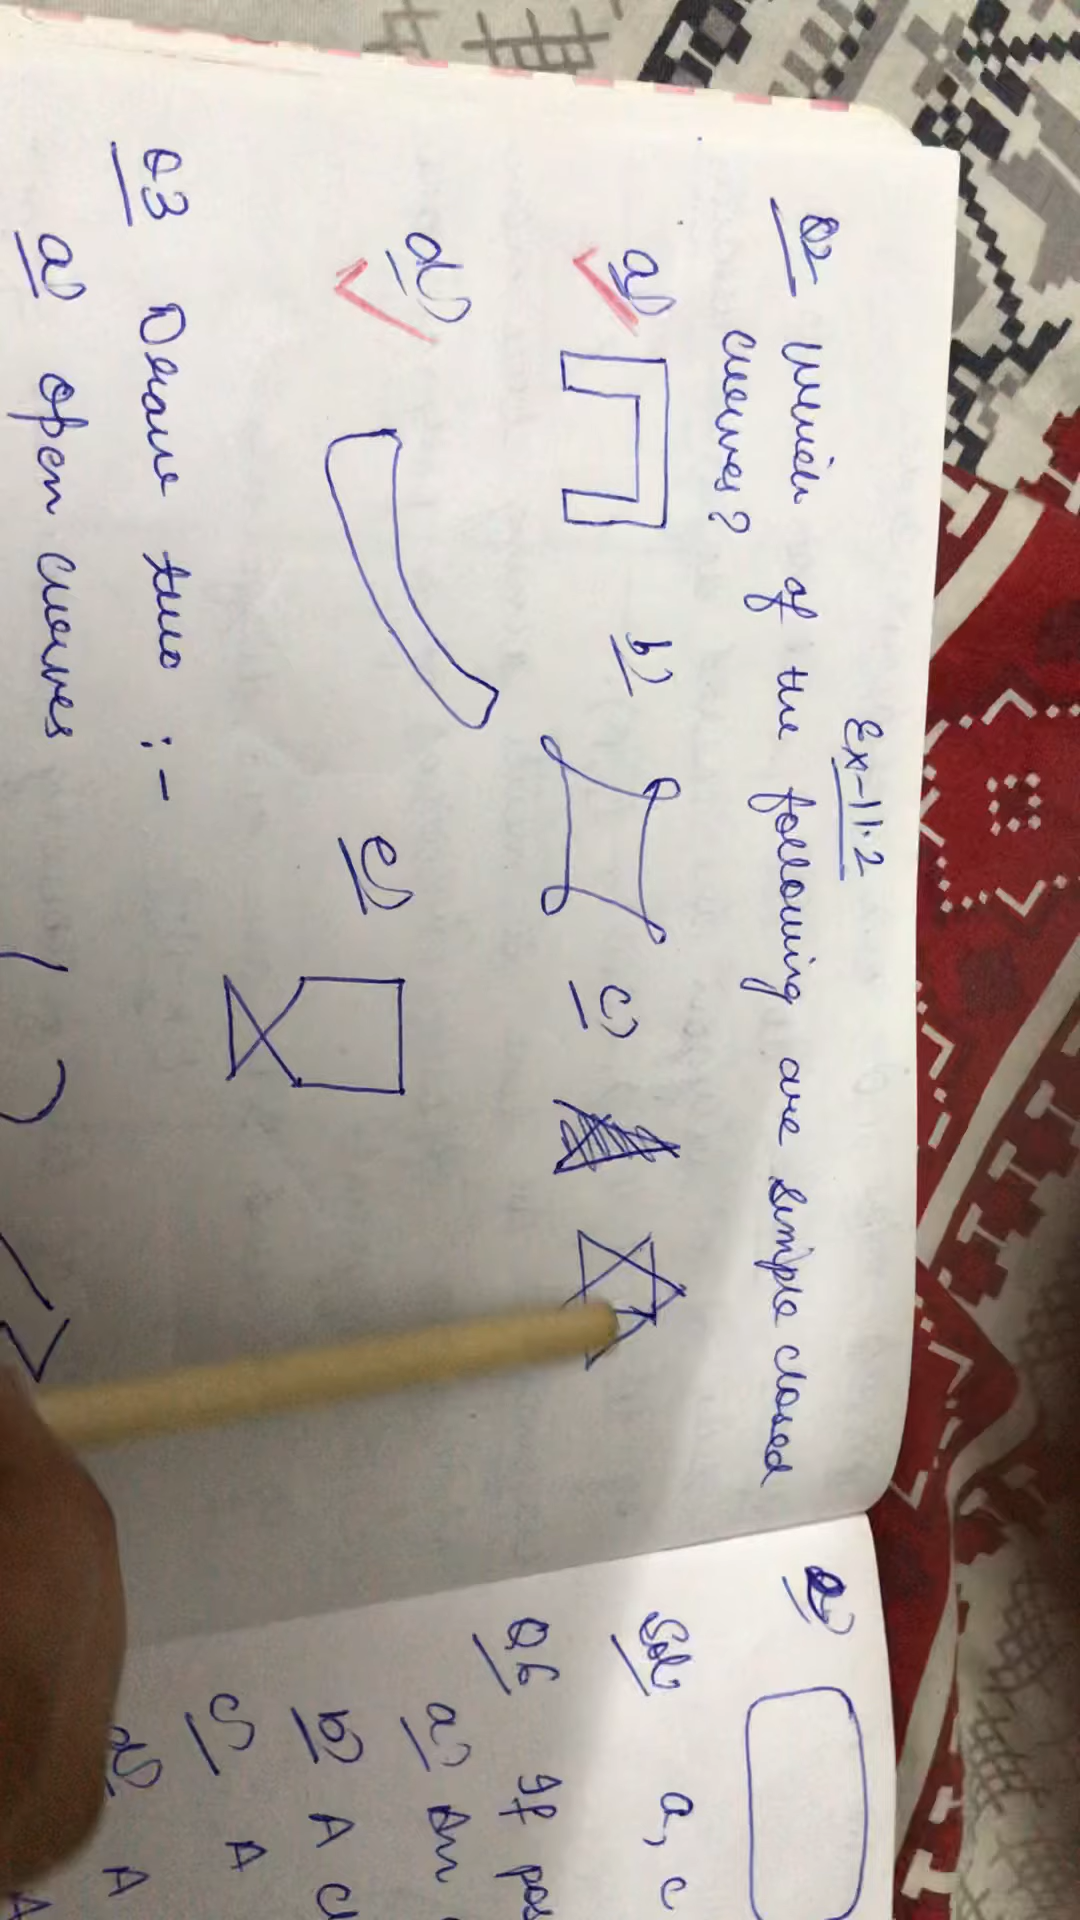 Ex-11.2
Q2 Which of the following are simple closed
curves?
a) b) c)
d) e)
Q3 Draw two :-
a) open curves
Sol
a, c
Q6 If
a) An
b) A
c) A
d) A